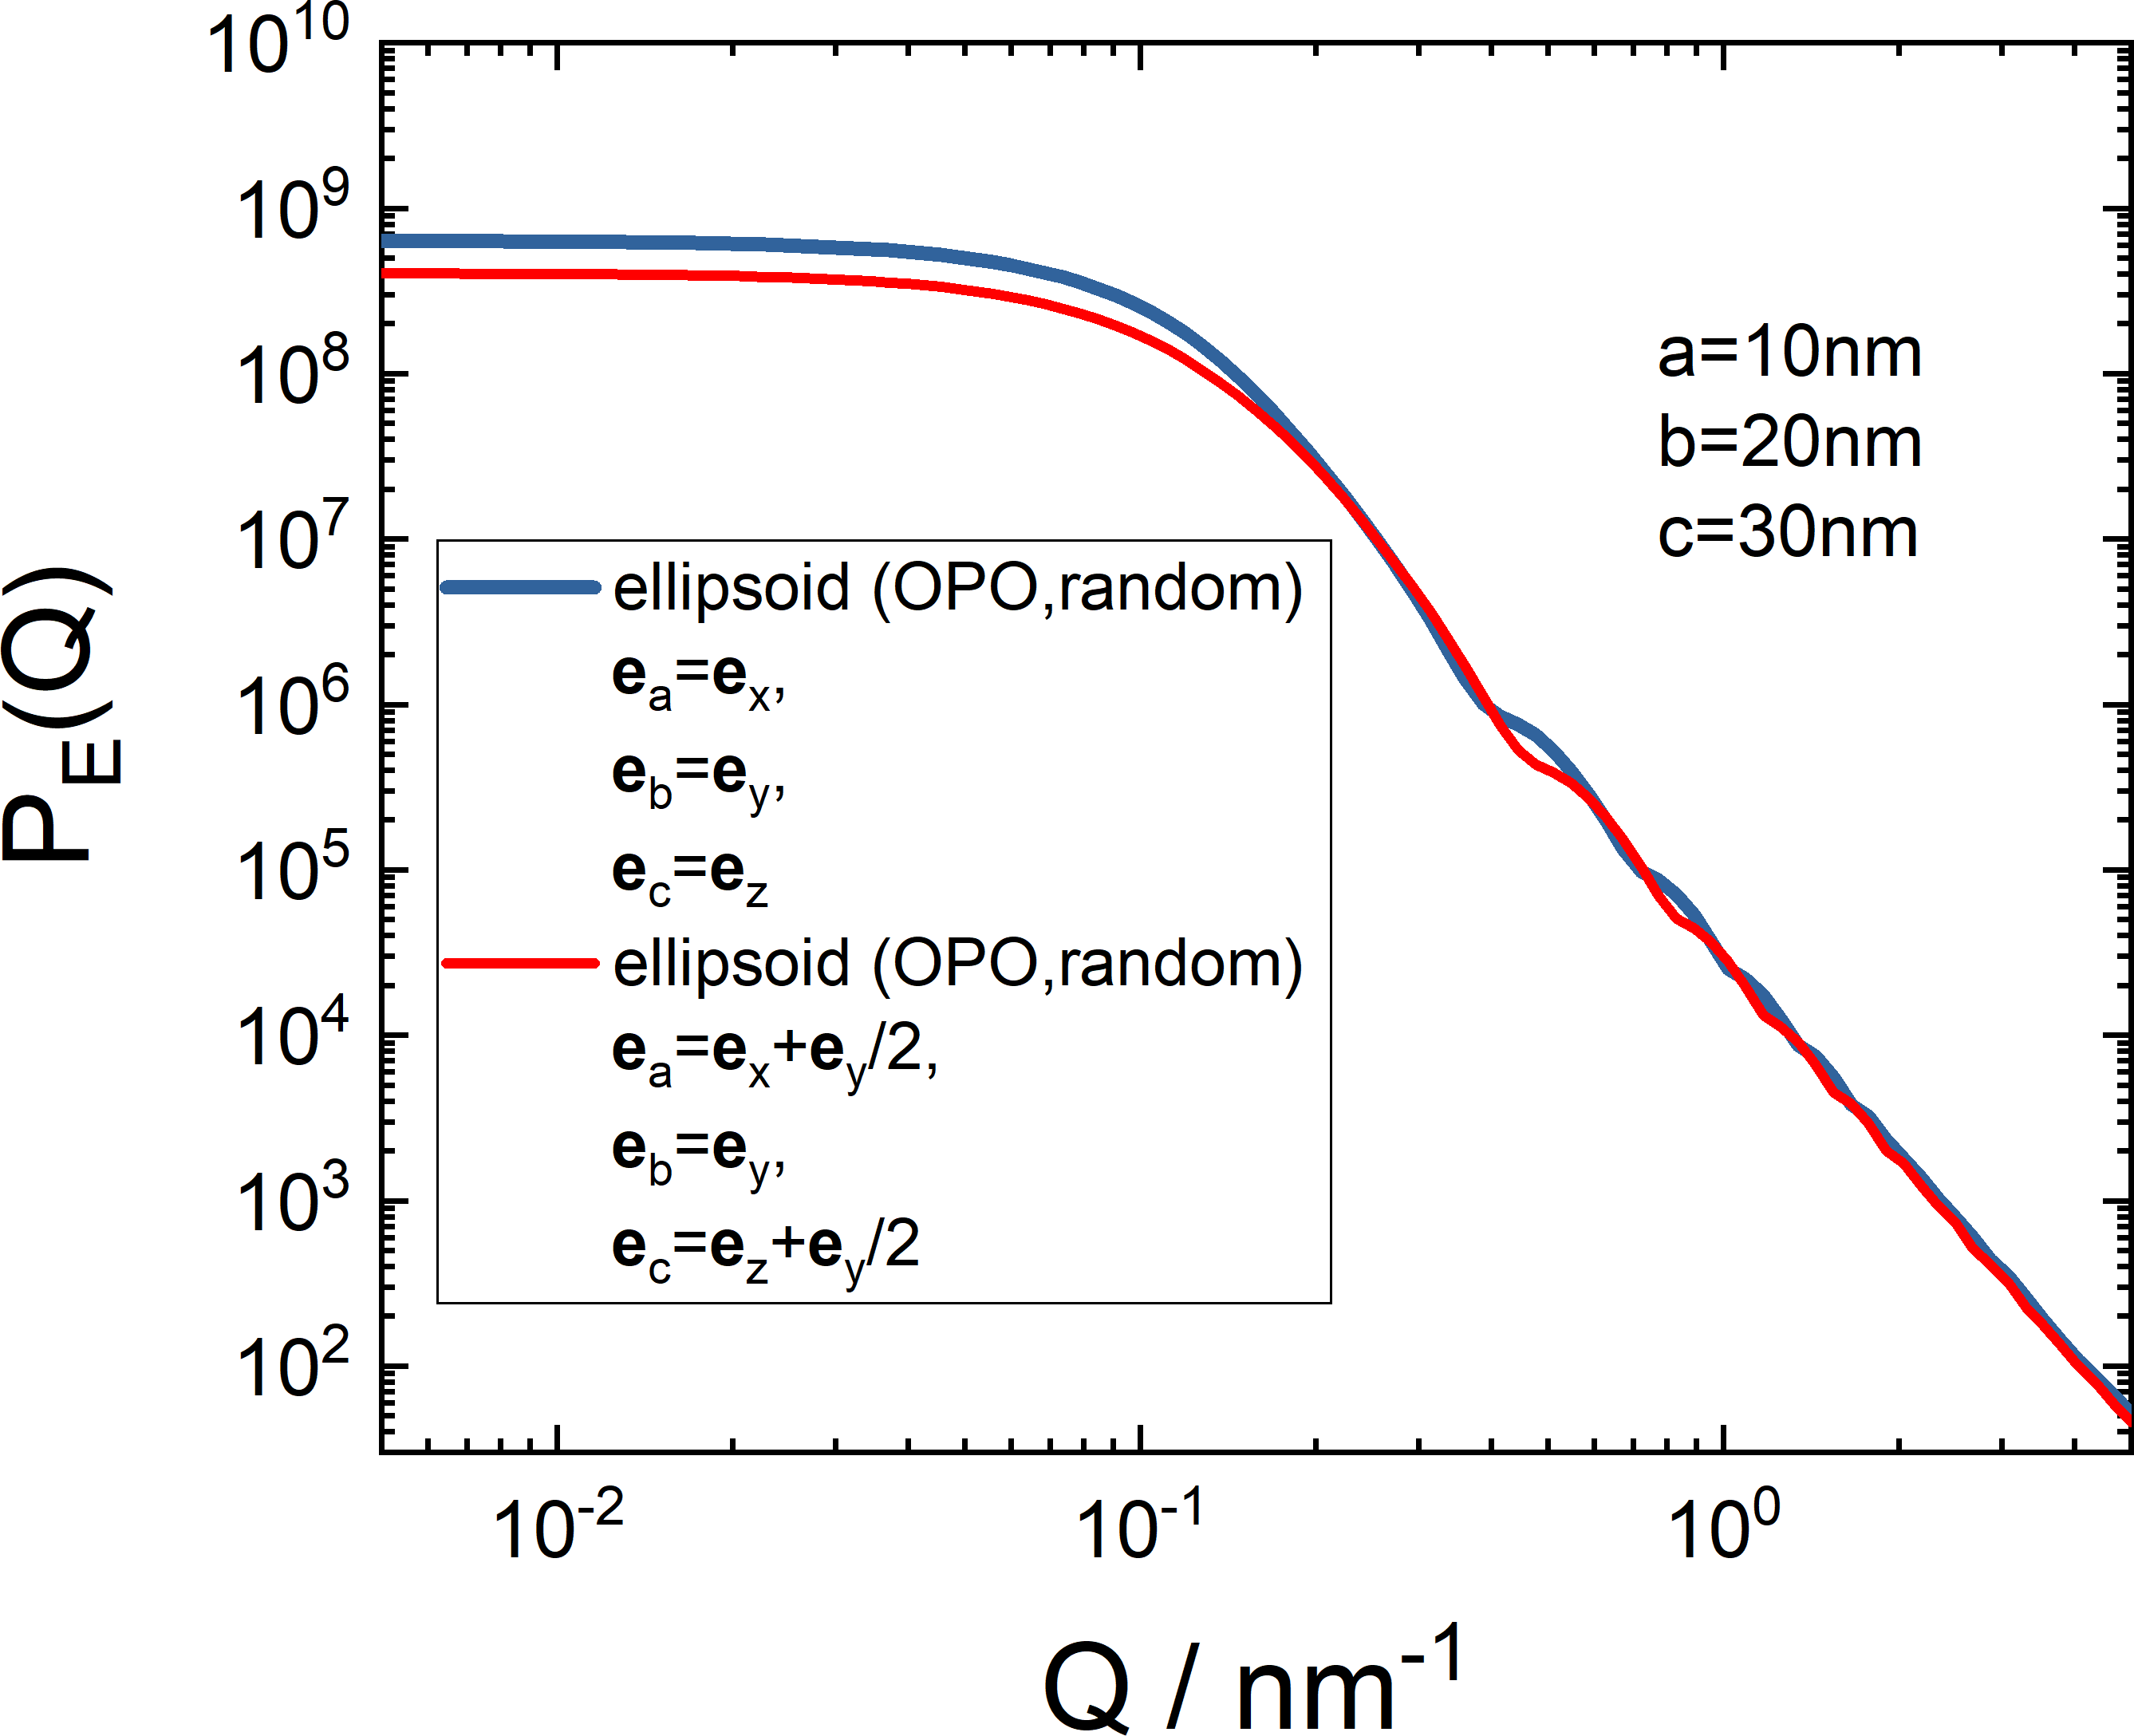 10^10
10^9
10^8
10^7
10^6
10^5
10^4
10^3
10^2
P_E(Q)
a=10nm
b=20nm
c=30nm
ellipsoid (OPO,random)
e_a=e_x,
e_b=e_y,
e_c=e_z
ellipsoid (OPO,random)
e_a=e_x+e_y/2,
e_b=e_y,
e_c=e_z+e_y/2
10^-2 10^-1 10^0
Q / nm^-1